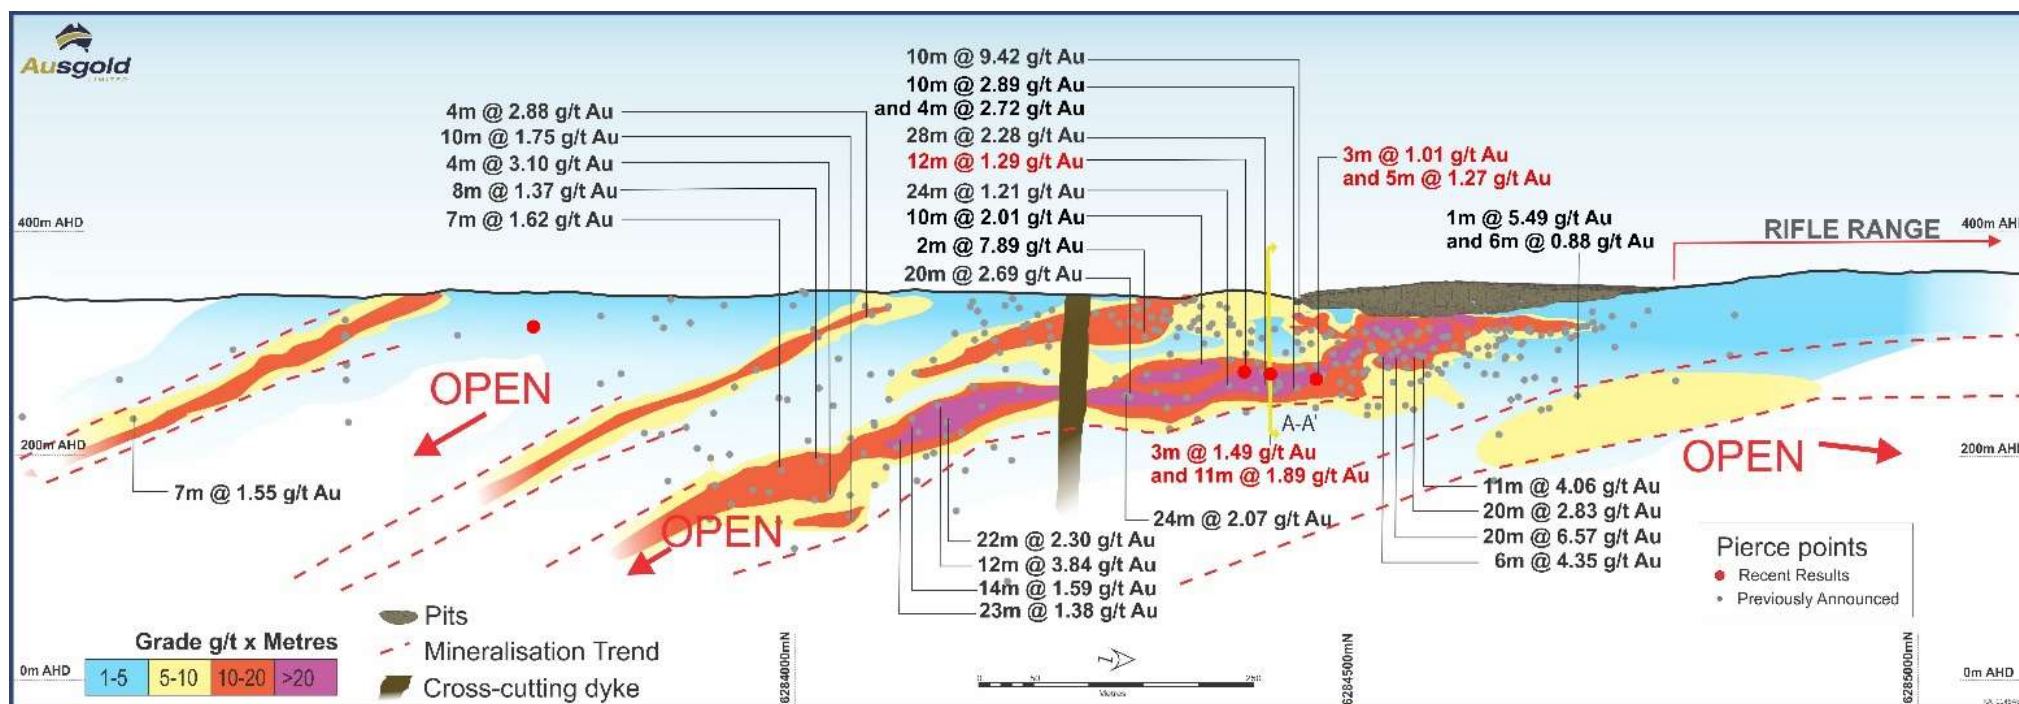 Ausgold
LIMITED
4m @ 2.88 g/t Au
10m @ 1.75 g/t Au
4m @ 3.10 g/t Au
8m @ 1.37 g/t Au
7m @ 1.62 g/t Au
10m @ 9.42 g/t Au
10m @ 2.89 g/t Au
and 4m @ 2.72 g/t Au
28m @ 2.28 g/t Au
12m @ 1.29 g/t Au
24m @ 1.21 g/t Au
10m @ 2.01 g/t Au
2m @ 7.89 g/t Au
20m @ 2.69 g/t Au
3m @ 1.01 g/t Au
and 5m @ 1.27 g/t Au
1m @ 5.49 g/t Au
and 6m @ 0.88 g/t Au
RIFLE RANGE
400m AHD
400m AHD
OPEN
200m AHD
200m AHD
7m @ 1.55 g/t Au
OPEN
A-A'
3m @ 1.49 g/t Au
and 11m @ 1.89 g/t Au
24m @ 2.07 g/t Au
22m @ 2.30 g/t Au
12m @ 3.84 g/t Au
14m @ 1.59 g/t Au
23m @ 1.38 g/t Au
OPEN
11m @ 4.06 g/t Au
20m @ 2.83 g/t Au
20m @ 6.57 g/t Au
6m @ 4.35 g/t Au
Pierce points
Recent Results
Previously Announced
Grade g/t x Metres
0m AHD
1-5
5-10
10-20
>20
Pits
Mineralisation Trend
Cross-cutting dyke
6284000mN
Z
0
50
250
Metres
6284500mN
6285000mN
0m AHD